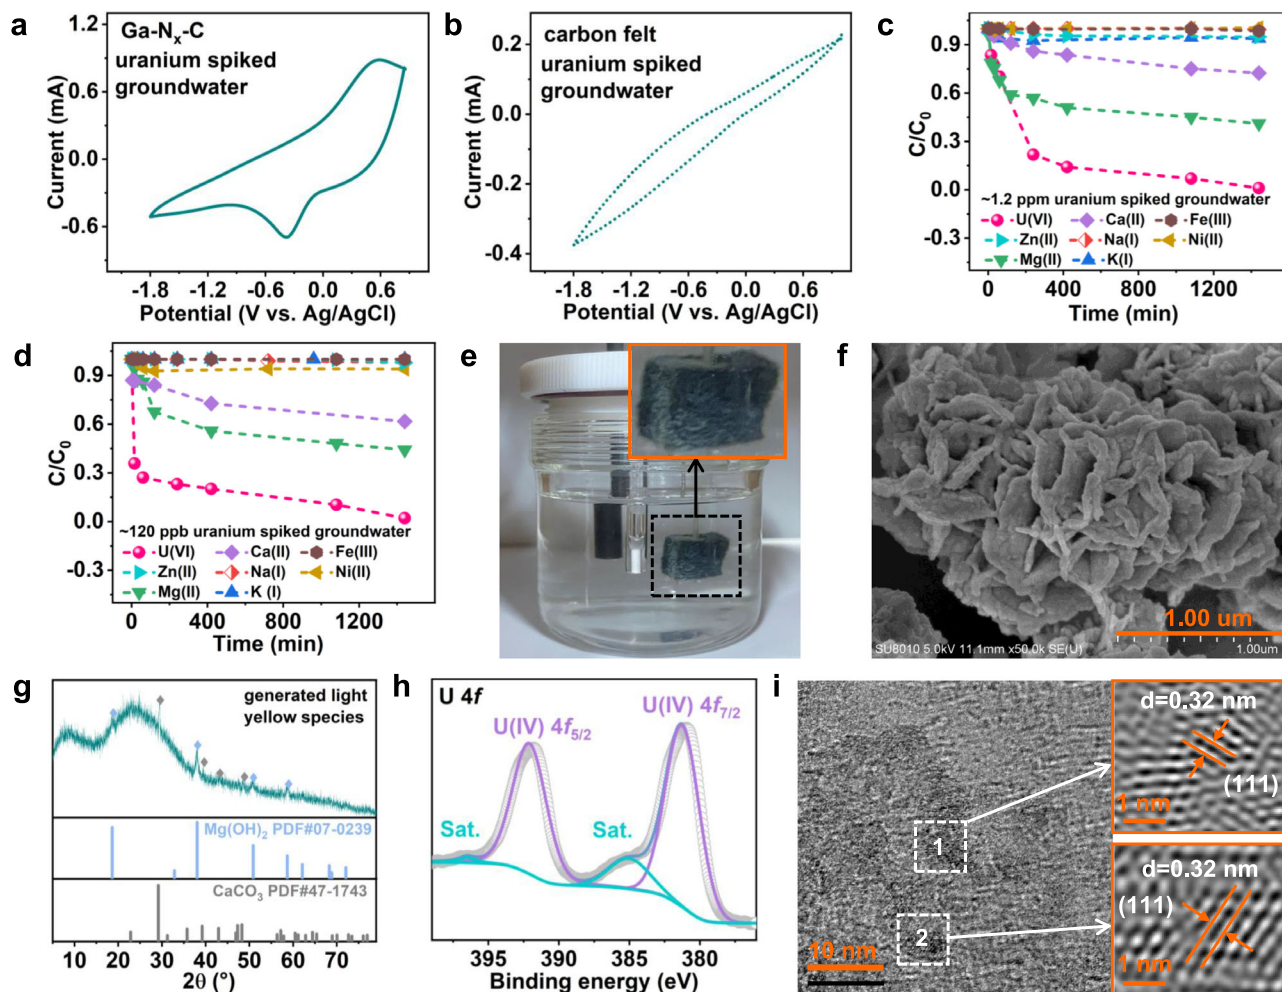 a
Ga-Nx-C
uranium spiked
groundwater
1.2
0.6
0.0
-0.6
Current (mA)
-1.8 -1.2 -0.6 0.0 0.6
Potential (V vs. Ag/AgCl)
b
carbon felt
uranium spiked
groundwater
0.2
0.0
-0.2
-0.4
Current (mA)
-1.8 -1.2 -0.6 0.0 0.6
Potential (V vs. Ag/AgCl)
c
0.9
0.6
0.3
0.0
-0.3
C/C0
~1.2 ppm uranium spiked groundwater
U(VI) Ca(II) Fe(III)
Zn(II) Na(I) Ni(II)
Mg(II) K(I)
0 400 800 1200
Time (min)
d
0.9
0.6
0.3
0.0
-0.3
C/C0
~120 ppb uranium spiked groundwater
U(VI) Ca(II) Fe(III)
Zn(II) Na(I) Ni(II)
Mg(II) K (I)
0 400 800 1200
Time (min)
e
f
1.00 um
SU8010 5.0kV 11.1mm x50.0k SE(U)
1.00um
g
generated light
yellow species
Mg(OH)2 PDF#07-0239
CaCO3 PDF#47-1743
10 20 30 40 50 60 70
2θ (°)
h
U 4f
U(IV) 4f7/2
U(IV) 4f5/2
Sat.
Sat.
395 390 385 380
Binding energy (eV)
i
1
2
10 nm
d=0.32 nm
(111)
1 nm
d=0.32 nm
(111)
1 nm